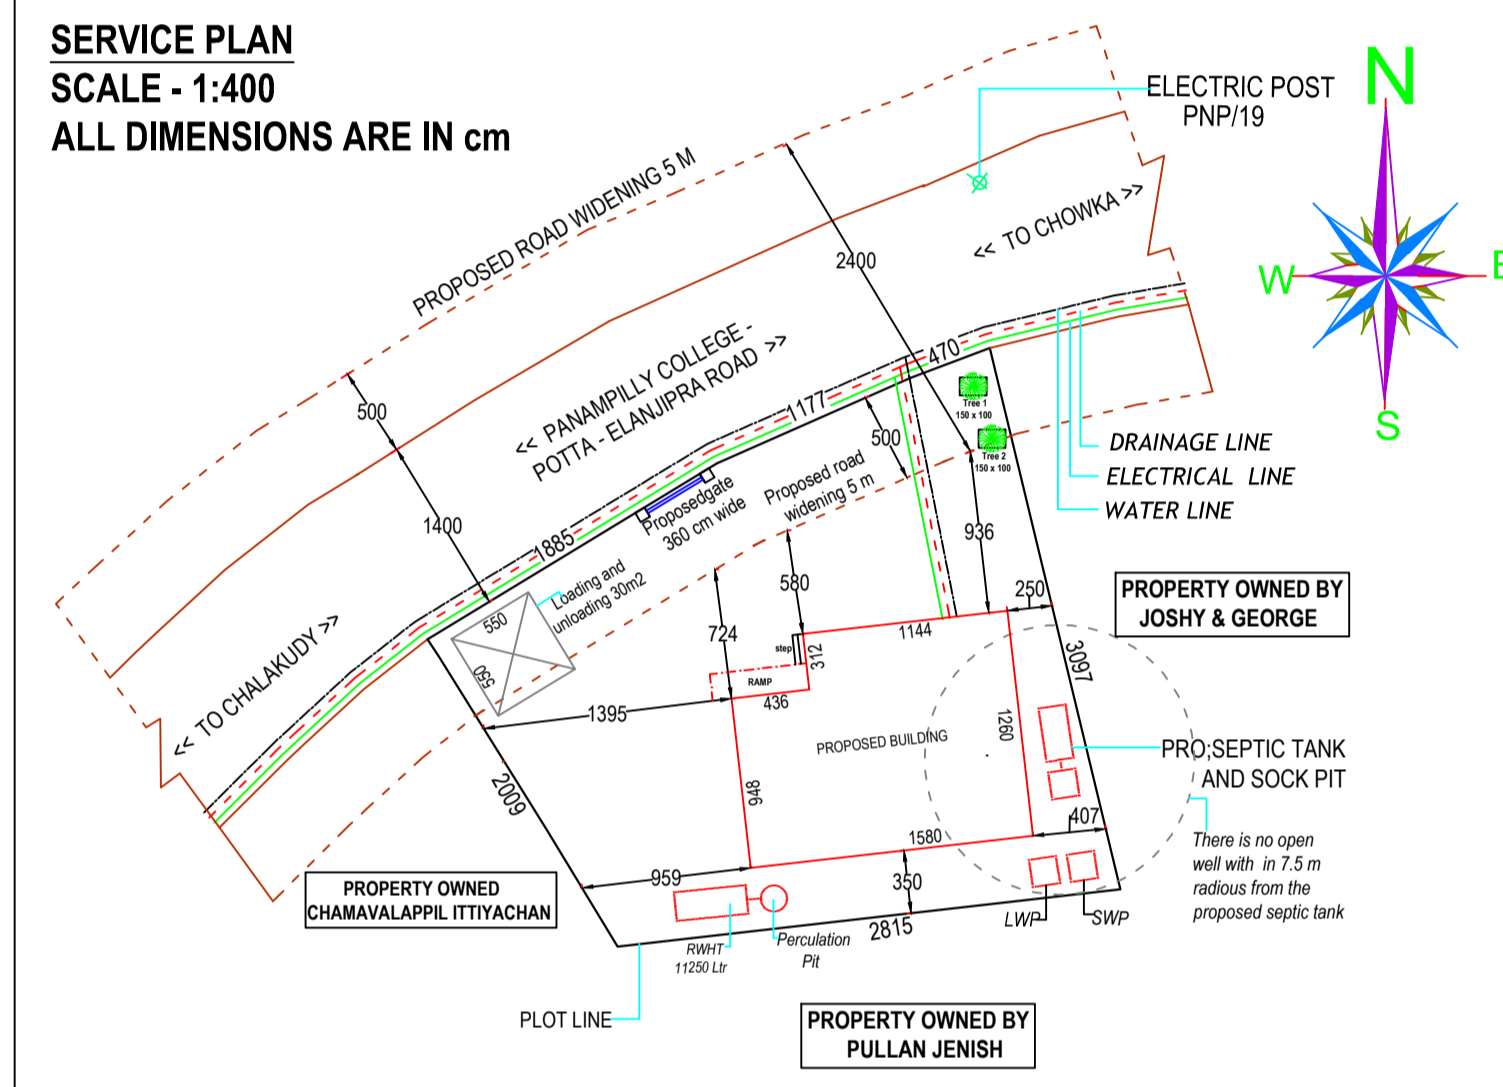 SERVICE PLAN
SCALE - 1:400
ALL DIMENSIONS ARE IN cm
ELECTRIC POST
PNP/19
N
W
E
S
PROPOSED ROAD WIDENING 5 M
<< TO CHOWKA >>
2400
500
1400
<< PANAMPILLY COLLEGE -
POTTA - ELANJIPRA ROAD >>
470
1177
1885
500
Tree 1
150 x 100
Tree 2
150 x 100
DRAINAGE LINE
ELECTRICAL LINE
WATER LINE
Proposedgate
360 cm wide
Proposed road
widening 5 m
936
580
724
Loading and
unloading 30m2
550
550
<< TO CHALAKUDY >>
250
PROPERTY OWNED BY
JOSHY & GEORGE
1144
step
312
RAMP
436
1395
3097
1260
PROPOSED BUILDING
PRO;SEPTIC TANK
AND SOCK PIT
2009
948
407
1580
There is no open
well with in 7.5 m
radious from the
proposed septic tank
959
350
PROPERTY OWNED
CHAMAVALAPPIL ITTIYACHAN
LWP
SWP
2815
RWHT
11250 Ltr
Perculation
Pit
PLOT LINE
PROPERTY OWNED BY
PULLAN JENISH